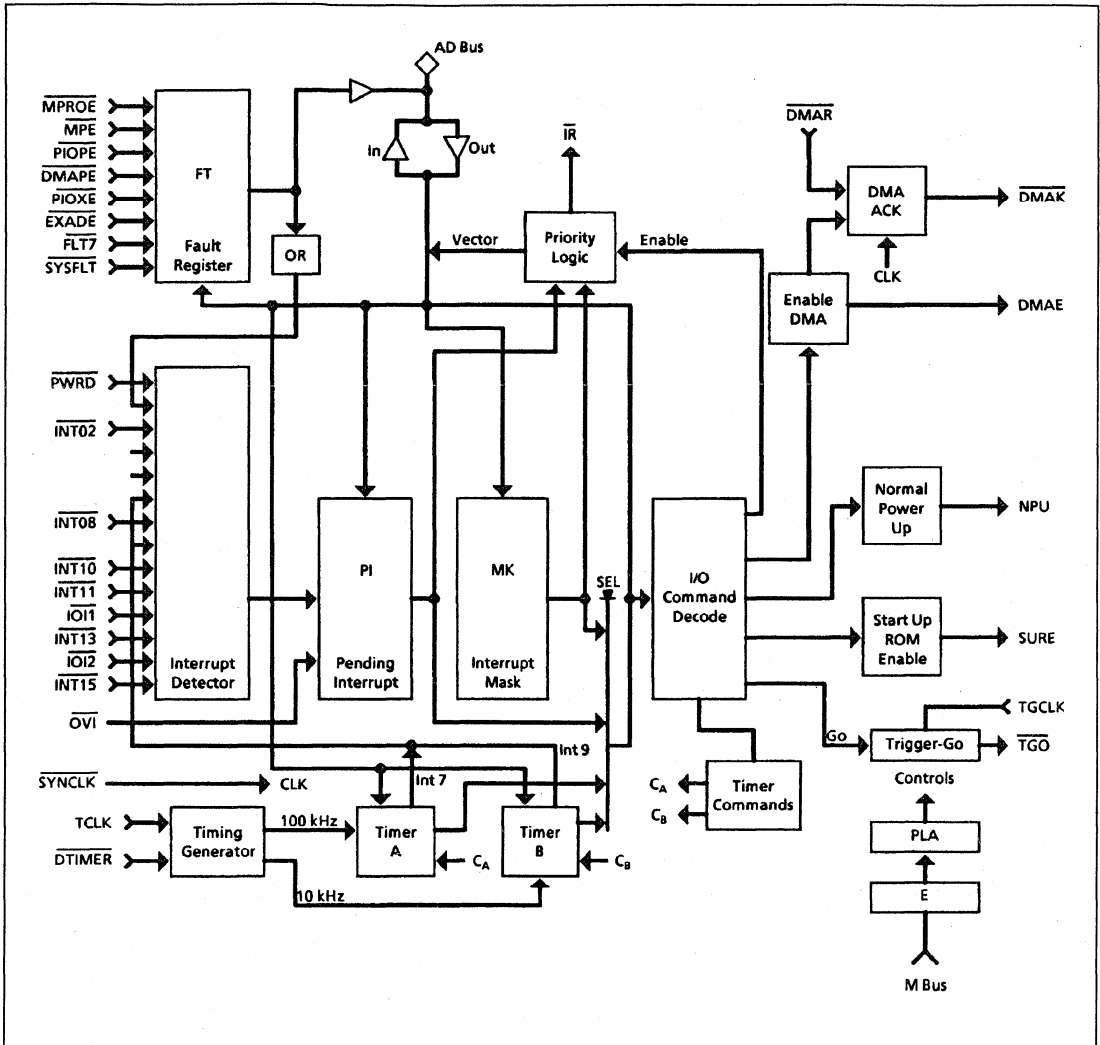 AD Bus
MPROE
MPE
PIOPE
DMAPE
PIOXE
EXADE
FLT7
SYSFLT
FT
Fault
Register
OR
In
Out
IR
Vector
Priority
Logic
Enable
DMAR
DMA
ACK
DMAK
CLK
Enable
DMA
DMAE
PWRD
INT02
INT08
INT10
INT11
IOI1
INT13
IOI2
INT15
Interrupt
Detector
PI
Pending
Interrupt
MK
Interrupt
Mask
SEL
I/O
Command
Decode
Normal
Power
Up
NPU
Start Up
ROM
Enable
SURE
OVI
SYNCLK
CLK
Int 7
Int 9
TCLK
DTIMER
Timing
Generator
100 kHz
10 kHz
Timer
A
CA
Timer
B
CB
CA
CB
Timer
Commands
Go
TGCLK
Trigger-Go
TGO
Controls
PLA
E
M Bus